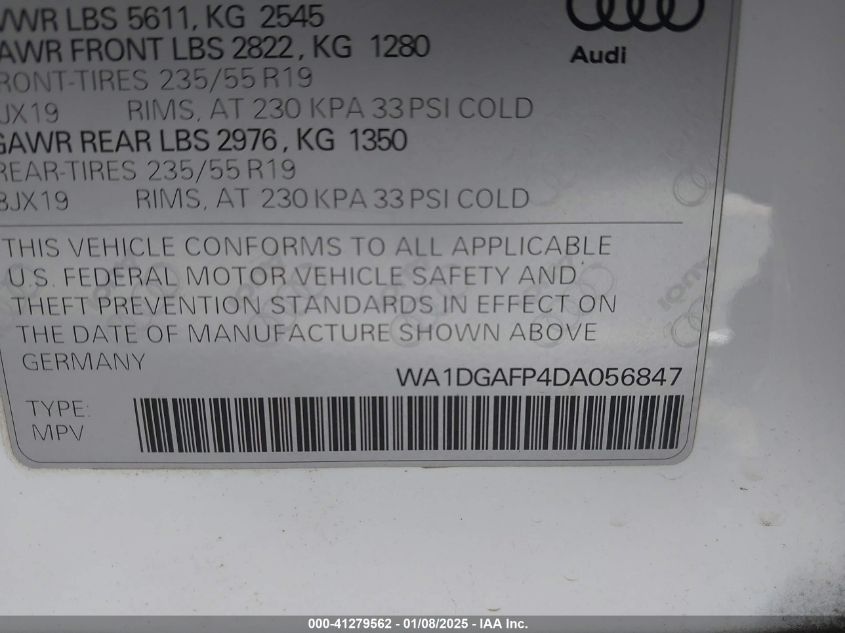 VWR LBS 5611, KG 2545
AWR FRONT LBS 2822, KG 1280
RONT-TIRES 235/55 R19
JX19 RIMS, AT 230 KPA 33 PSI COLD
GAWR REAR LBS 2976, KG 1350
REAR-TIRES 235/55 R19
8JX19 RIMS, AT 230 KPA 33 PSI COLD
Audi
THIS VEHICLE CONFORMS TO ALL APPLICABLE
U.S. FEDERAL MOTOR VEHICLE SAFETY AND
THEFT PREVENTION STANDARDS IN EFFECT ON
THE DATE OF MANUFACTURE SHOWN ABOVE
GERMANY
WA1DGAFP4DA056847
TYPE:
MPV
000-41279562 - 01/08/2025 - IAA Inc.